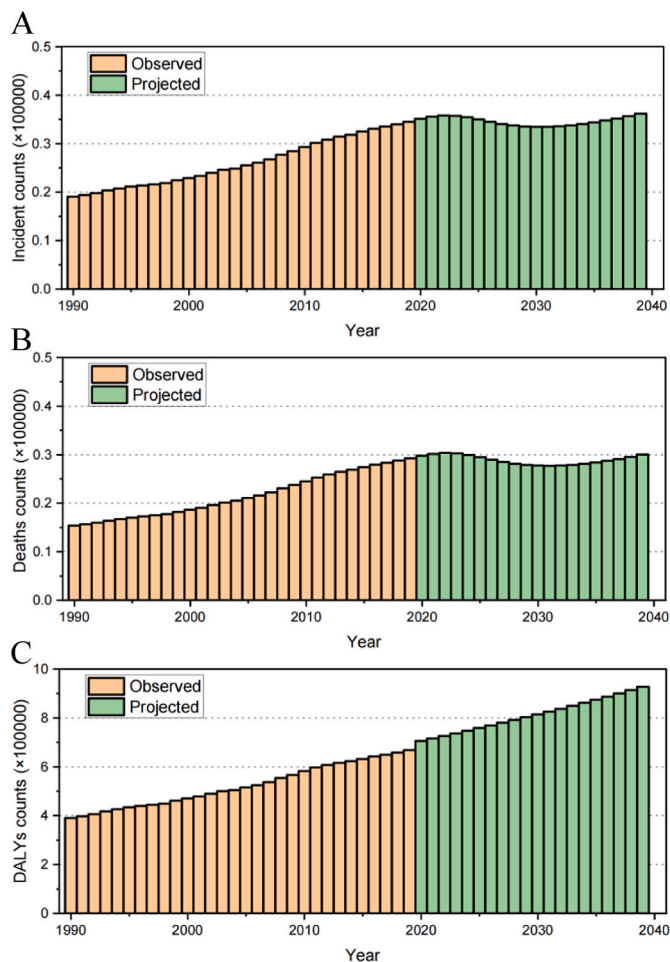 A
Incident counts (×100000)
0.5
0.4
0.3
0.2
0.1
0.0
Observed
Projected
1990 2000 2010 2020 2030 2040
Year
B
Deaths counts (×100000)
0.5
0.4
0.3
0.2
0.1
0.0
Observed
Projected
1990 2000 2010 2020 2030 2040
Year
C
DALYs counts (×100000)
10
8
6
4
2
0
Observed
Projected
1990 2000 2010 2020 2030 2040
Year